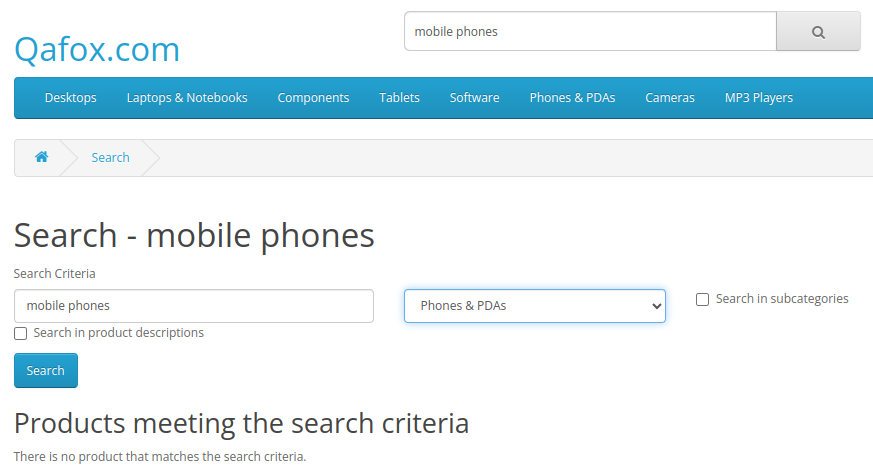 mobile phones
Qafox.com
Desktops Laptops & Notebooks Components Tablets Software Phones & PDAs Cameras MP3 Players
Search
Search - mobile phones
Search Criteria
mobile phones Phones & PDAs Search in subcategories
Search in product descriptions
Search
Products meeting the search criteria
There is no product that matches the search criteria.